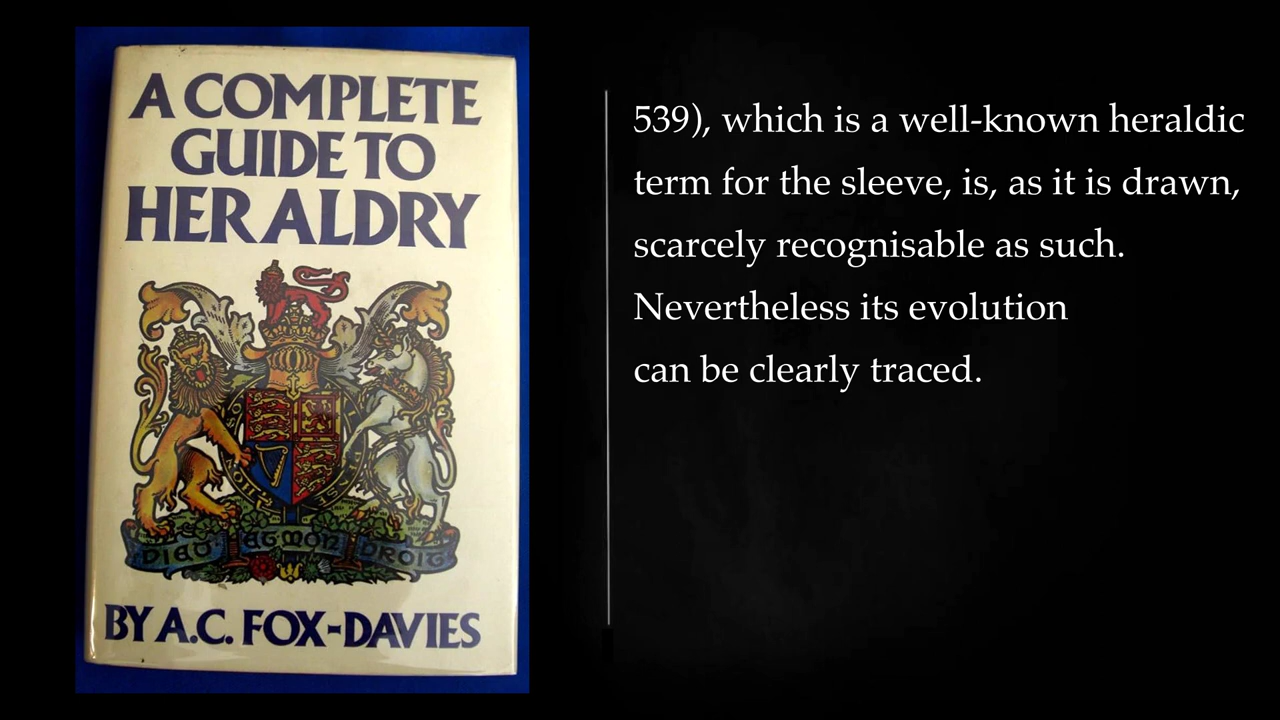 A COMPLETE
GUIDE TO
HERALDRY
DIEU ET MON DROIT
BY A.C. FOX-DAVIES
539), which is a well-known heraldic
term for the sleeve, is, as it is drawn,
scarcely recognisable as such.
Nevertheless its evolution
can be clearly traced.